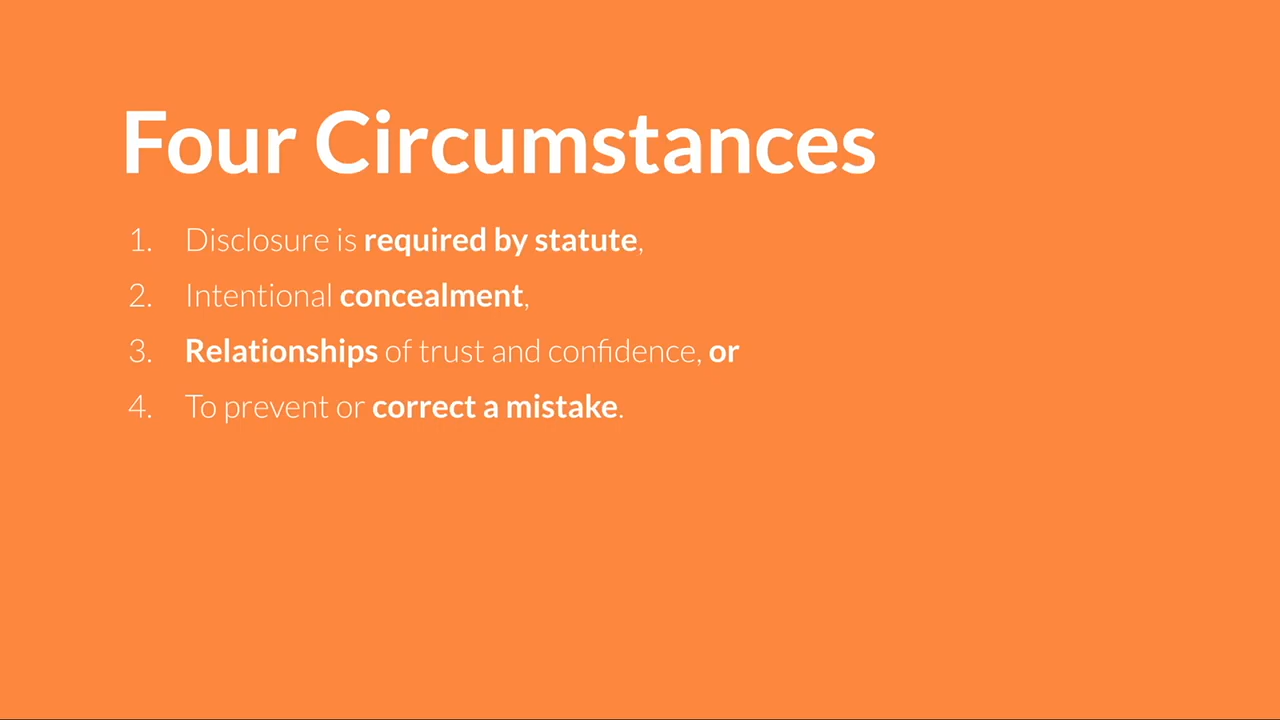 Four Circumstances
1. Disclosure is required by statute,
2. Intentional concealment,
3. Relationships of trust and confidence, or
4. To prevent or correct a mistake.